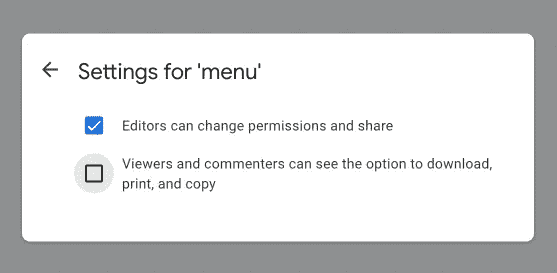 Settings for 'menu'
Editors can change permissions and share
Viewers and commenters can see the option to download,
print, and copy